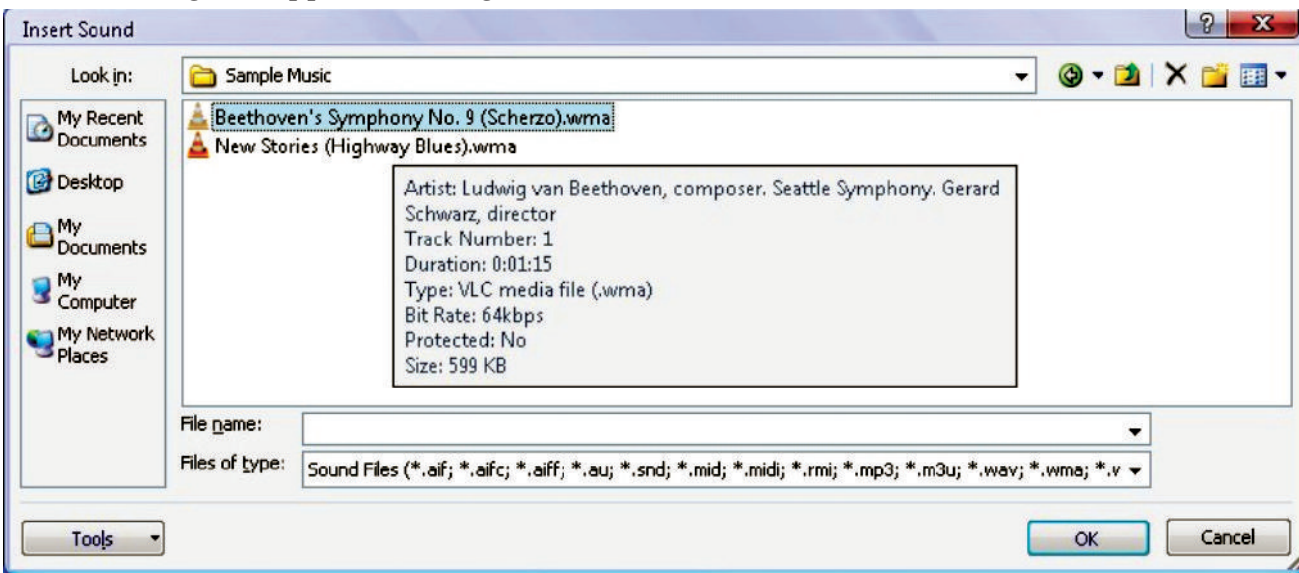 Insert Sound
?
X
Look in:
Sample Music
My Recent
Documents
Desktop
My
Documents
My
Computer
My Network
Places
Beethoven's Symphony No. 9 (Scherzo).wma
New Stories (Highway Blues).wma
Artist: Ludwig van Beethoven, composer. Seattle Symphony. Gerard
Schwarz, director
Track Number: 1
Duration: 0:01:15
Type: VLC media file (.wma)
Bit Rate: 64kbps
Protected: No
Size: 599 KB
File name:
Files of type:
Sound Files (*.aif; *.aifc; *.aiff; *.au; *.snd; *.mid; *.midi; *.rmi; *.mp3; *.m3u; *.wav; *.wma; *.v
Tools
OK
Cancel